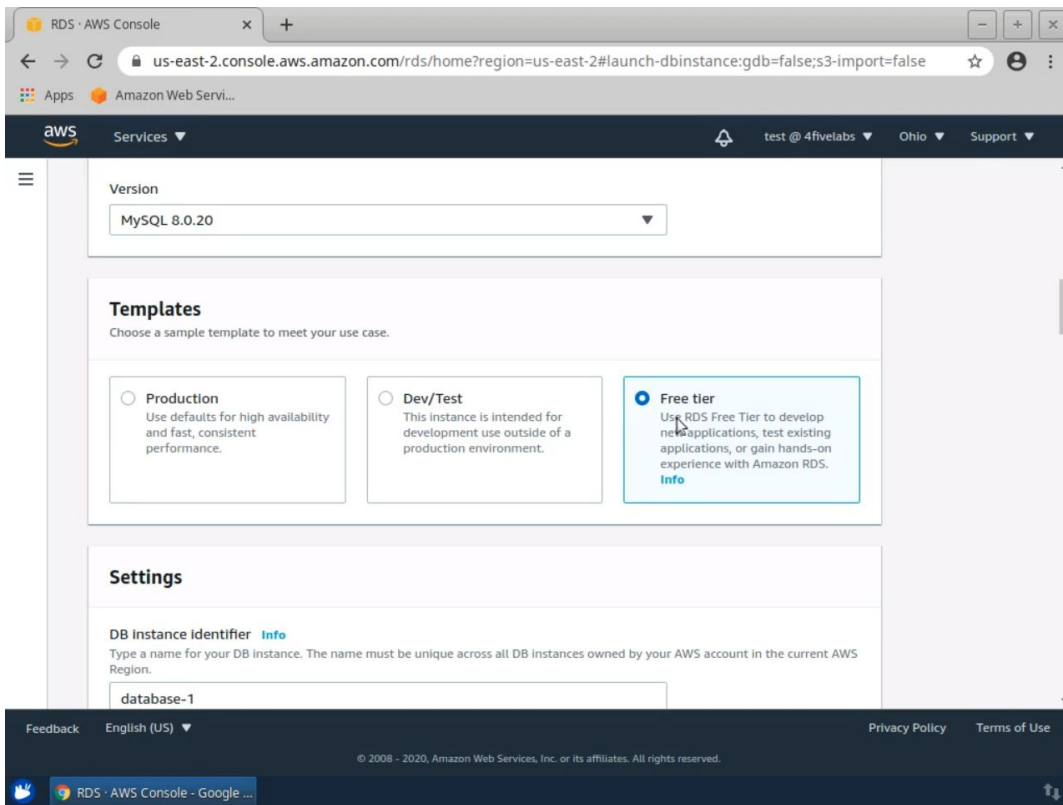 RDS · AWS Console
us-east-2.console.aws.amazon.com/rds/home?region=us-east-2#launch-dbinstance:gdb=false;s3-import=false
Apps Amazon Web Servi...
aws Services test @ 4fivelabs Ohio Support
Version
MySQL 8.0.20
Templates
Choose a sample template to meet your use case.
Production
Use defaults for high availability
and fast, consistent
performance.
Dev/Test
This instance is intended for
development use outside of a
production environment.
Free tier
Use RDS Free Tier to develop
new applications, test existing
applications, or gain hands-on
experience with Amazon RDS.
Info
Settings
DB instance identifier Info
Type a name for your DB instance. The name must be unique across all DB instances owned by your AWS account in the current AWS
Region.
database-1
Feedback English (US) Privacy Policy Terms of Use
© 2008 - 2020, Amazon Web Services, Inc. or its affiliates. All rights reserved.
RDS · AWS Console - Google ...